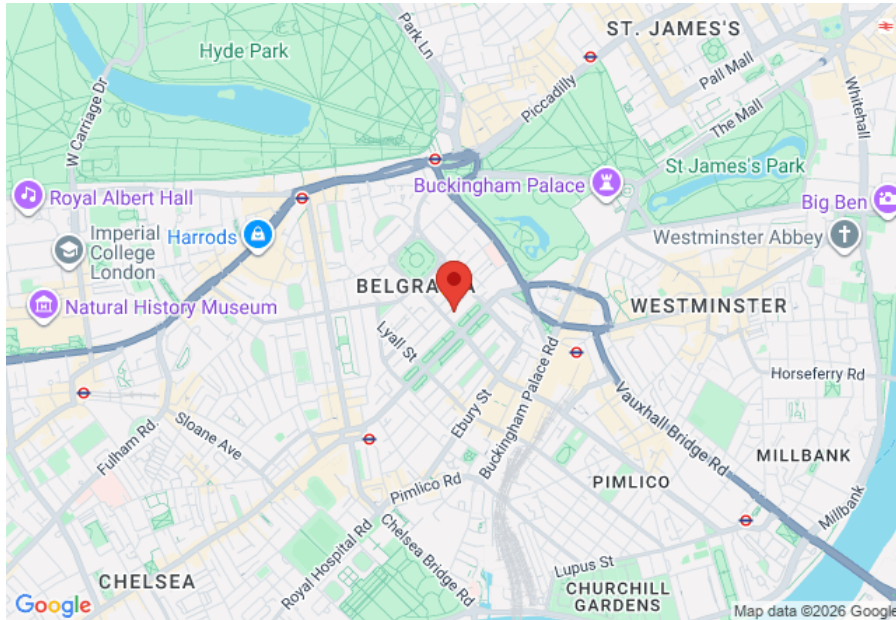 Hyde Park
Park Ln
ST. JAMES'S
Pall Mall
Piccadilly
The Mall
Whitehall
W Carriage Dr
St James's Park
Royal Albert Hall
Buckingham Palace
Big Ben
Imperial
College
London
Harrods
Westminster Abbey
Natural History Museum
BELGRA A
WESTMINSTER
Lyall St
Horseferry Rd
Ebury St
Buckingham Palace Rd
Vauxhall Bridge Rd
Sloane Ave
Fulham Rd.
MILLBANK
PIMLICO
Pimlico Rd
Millbank
Royal Hospital Rd
Chelsea Bridge Rd
Lupus St
CHELSEA
CHURCHILL
GARDENS
Google
Map data ©2026 Google